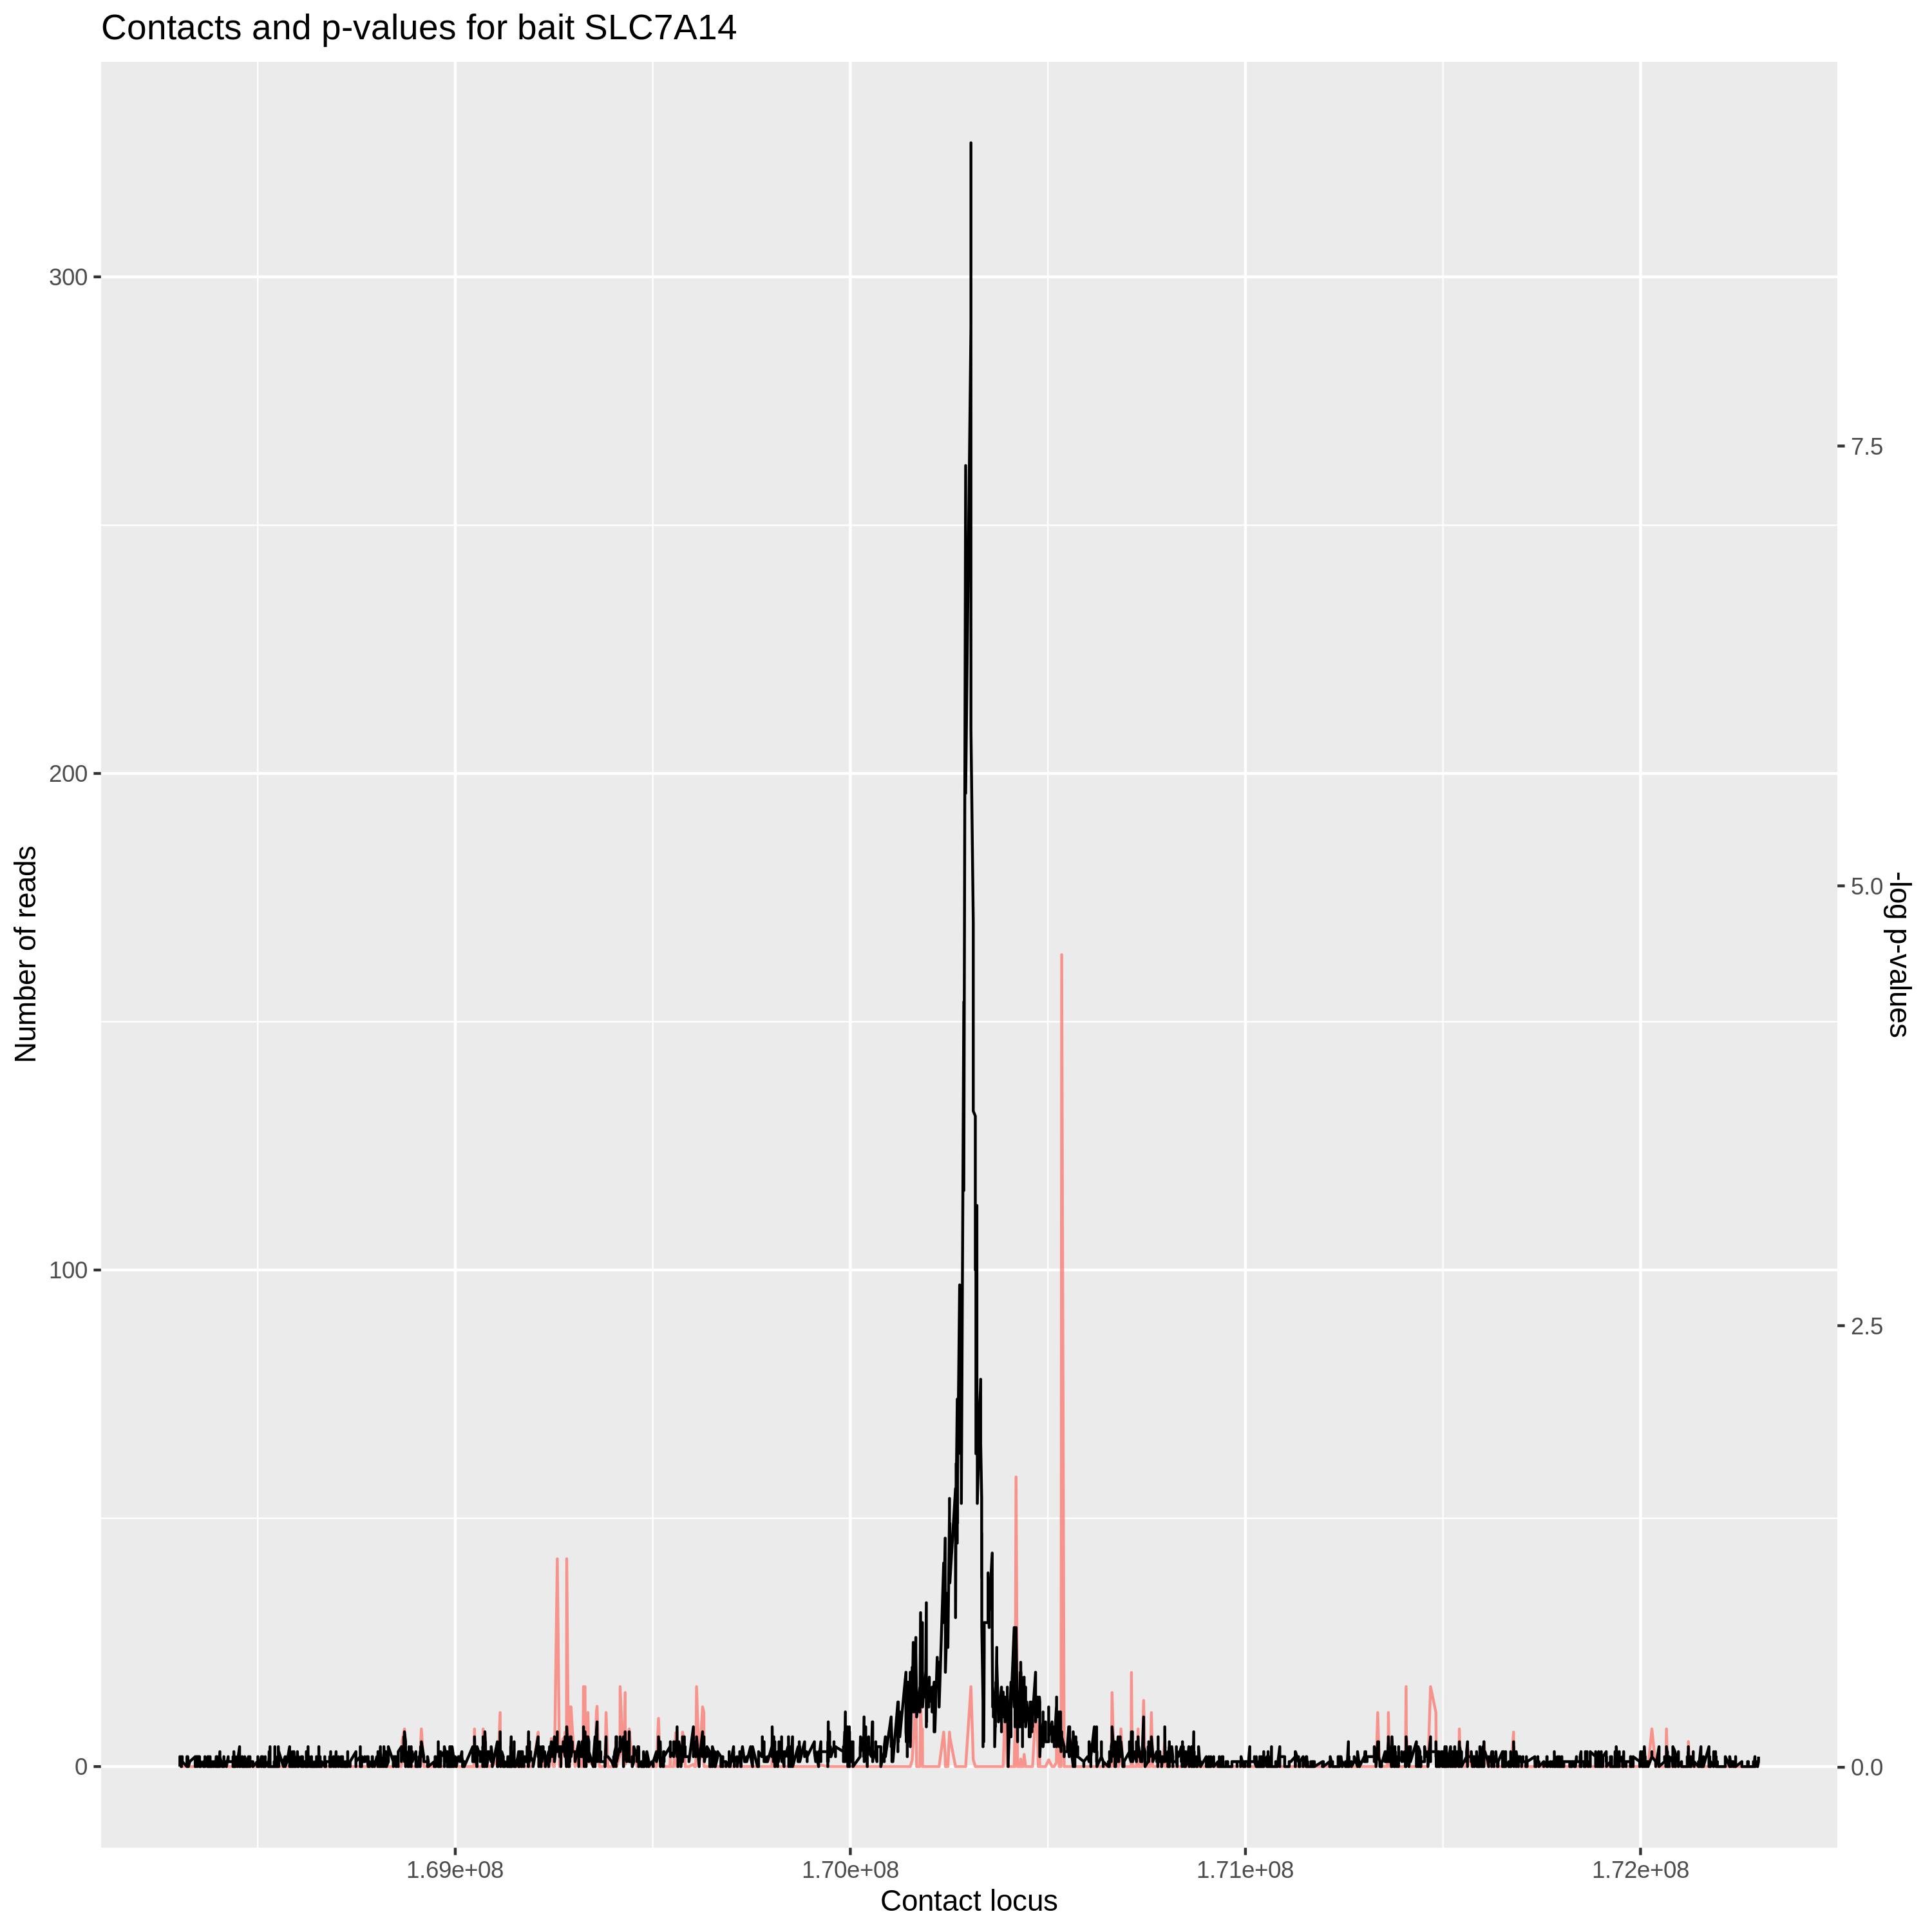 Contacts and p-values for bait SLC7A14
300
200
100
0
Number of reads
7.5
5.0
2.5
0.0
-log p-values
1.69e+08
1.70e+08
1.71e+08
1.72e+08
Contact locus